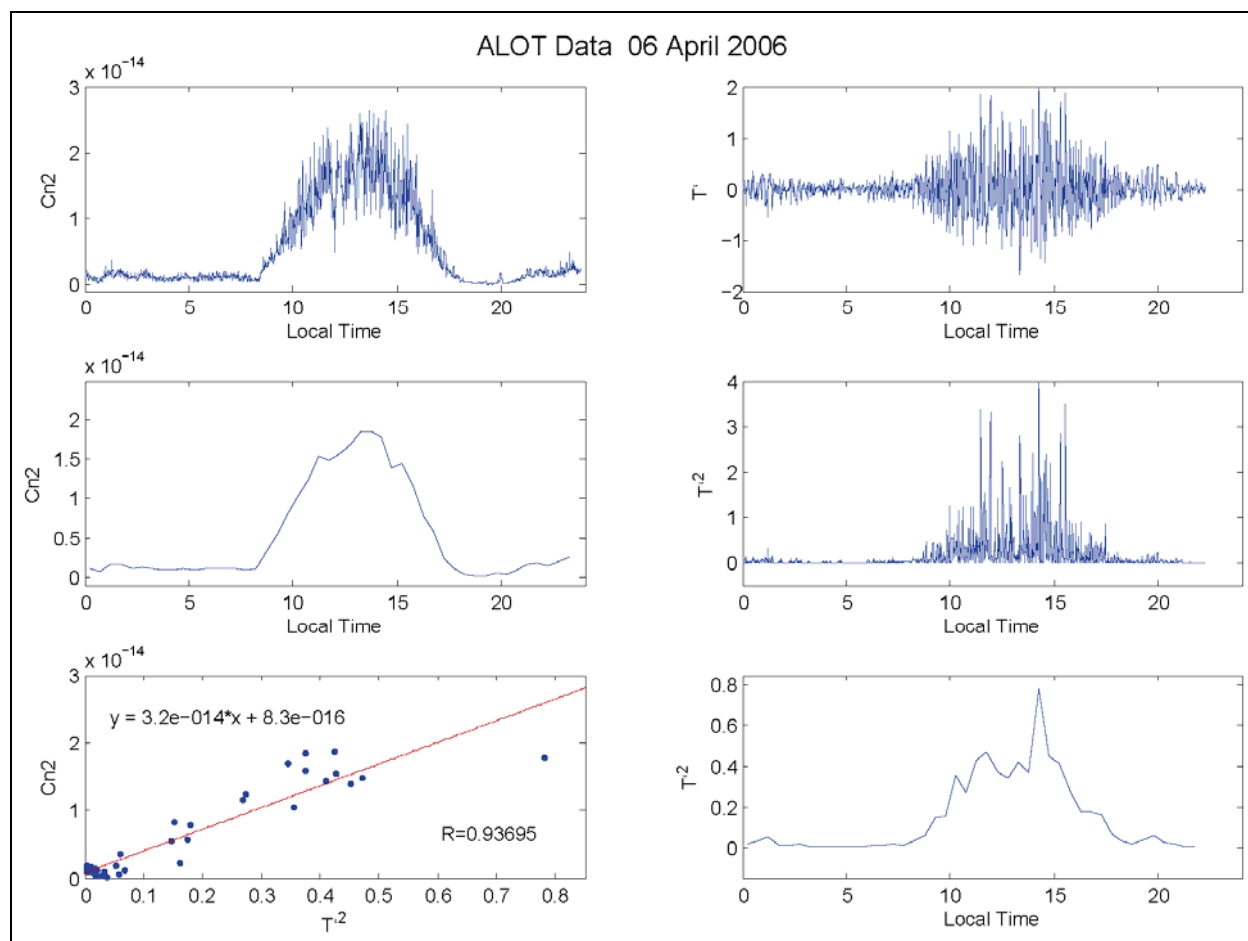 ALOT Data 06 April 2006
x 10⁻¹⁴
3
2
1
0
Cn2
0 5 10 15 20
Local Time
2
1
0
−1
−2
T'
0 5 10 15 20
Local Time
x 10⁻¹⁴
2
1.5
1
0.5
0
Cn2
0 5 10 15 20
Local Time
4
3
2
1
0
T'²
0 5 10 15 20
Local Time
x 10⁻¹⁴
3
2
1
0
Cn2
y = 3.2e−014*x + 8.3e−016
R=0.93695
0 0.1 0.2 0.3 0.4 0.5 0.6 0.7 0.8
T'²
0.8
0.6
0.4
0.2
0
T'²
0 5 10 15 20
Local Time